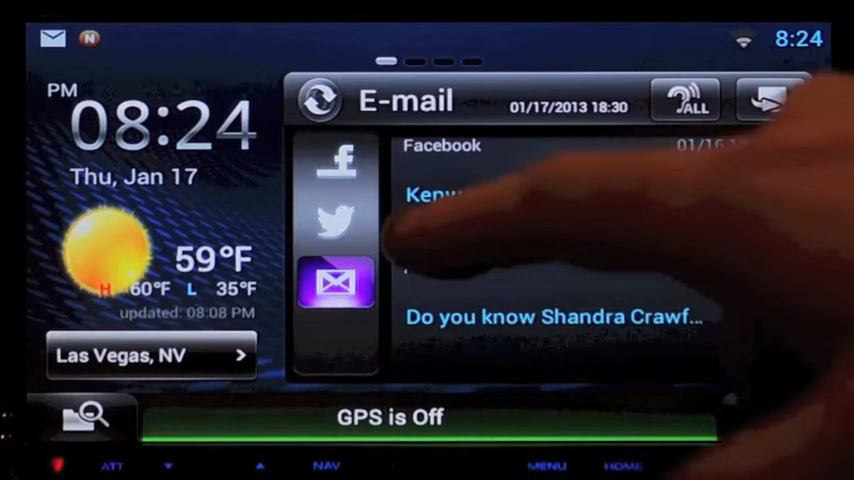 8:24
PM
08:24
Thu, Jan 17
59°F
H 60°F L 35°F
updated: 08:08 PM
Las Vegas, NV
E-mail
01/17/2013 18:30
ALL
Facebook
01/16
Do you know Shandra Crawf...
GPS is Off
ATT
NAV
MENU
HOME